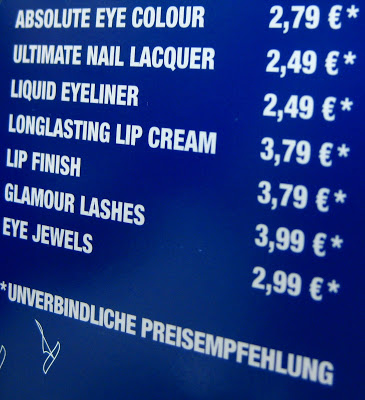 ABSOLUTE EYE COLOUR 2,79 €*
ULTIMATE NAIL LACQUER 2,49 €*
LIQUID EYELINER 2,49 €*
LONGLASTING LIP CREAM 3,79 €*
LIP FINISH 3,79 €*
GLAMOUR LASHES 3,99 €*
EYE JEWELS 2,99 €*
*UNVERBINDLICHE PREISEMPFEHLUNG